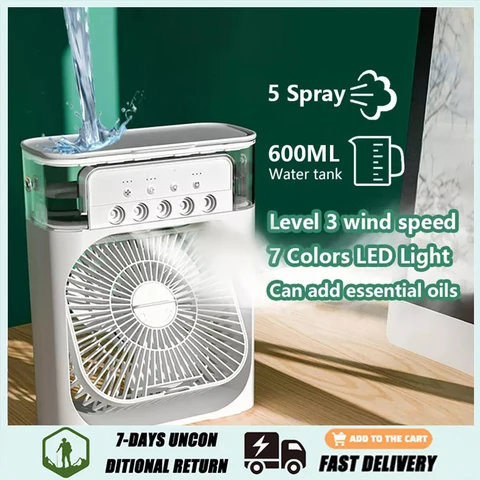 5 Spray
600ML
Water tank
Level 3 wind speed
7 Colors LED Light
Can add essential oils
7-DAYS UNCON
DITIONAL RETURN
ADD TO THE CART
FAST DELIVERY